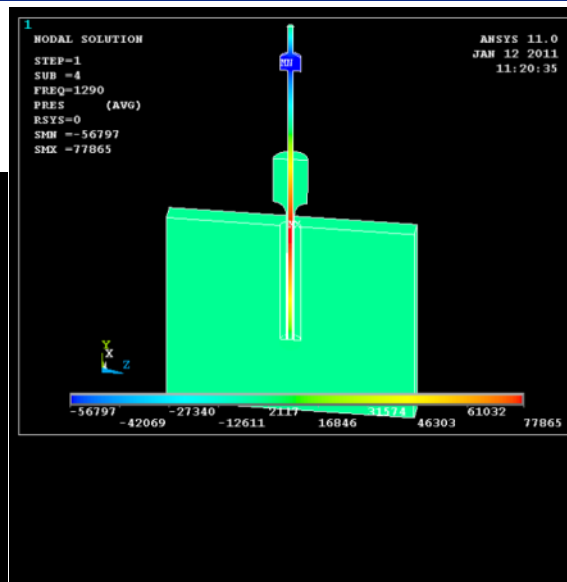 1
NODAL SOLUTION
STEP=1
SUB =4
FREQ=1290
PRES (AVG)
RSYS=0
SMN =-56797
SMX =77865
ANSYS 11.0
JAN 12 2011
11:20:35
MN
Y
X
Z
-56797 -27340 2117 31574 61032
-42069 -12611 16846 46303 77865